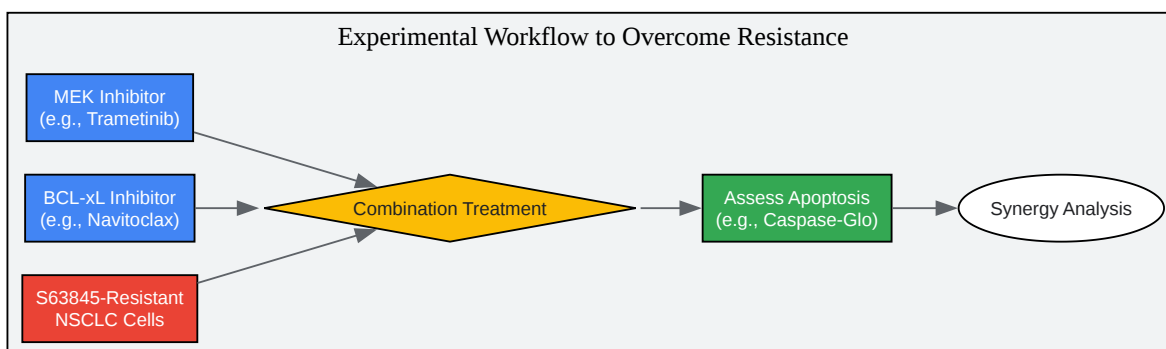 Experimental Workflow to Overcome Resistance
MEK Inhibitor
(e.g., Trametinib)
BCL-xL Inhibitor
(e.g., Navitoclax)
S63845-Resistant
NSCLC Cells
Combination Treatment
Assess Apoptosis
(e.g., Caspase-Glo)
Synergy Analysis